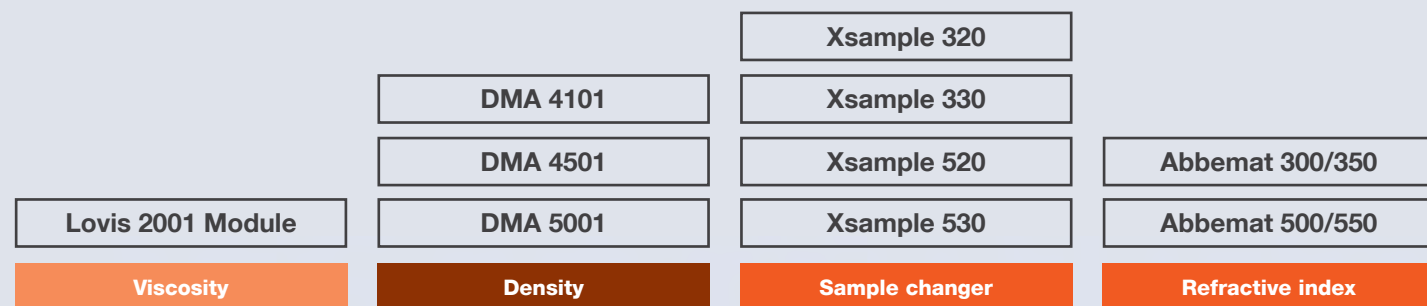 Xsample 320
DMA 4101
Xsample 330
DMA 4501
Xsample 520
Abbemat 300/350
Lovis 2001 Module
DMA 5001
Xsample 530
Abbemat 500/550
Viscosity
Density
Sample changer
Refractive index